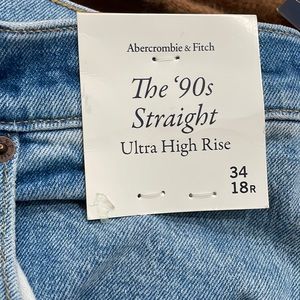 Abercrombie & Fitch
The ‘90s
Straight
Ultra High Rise
34
18R